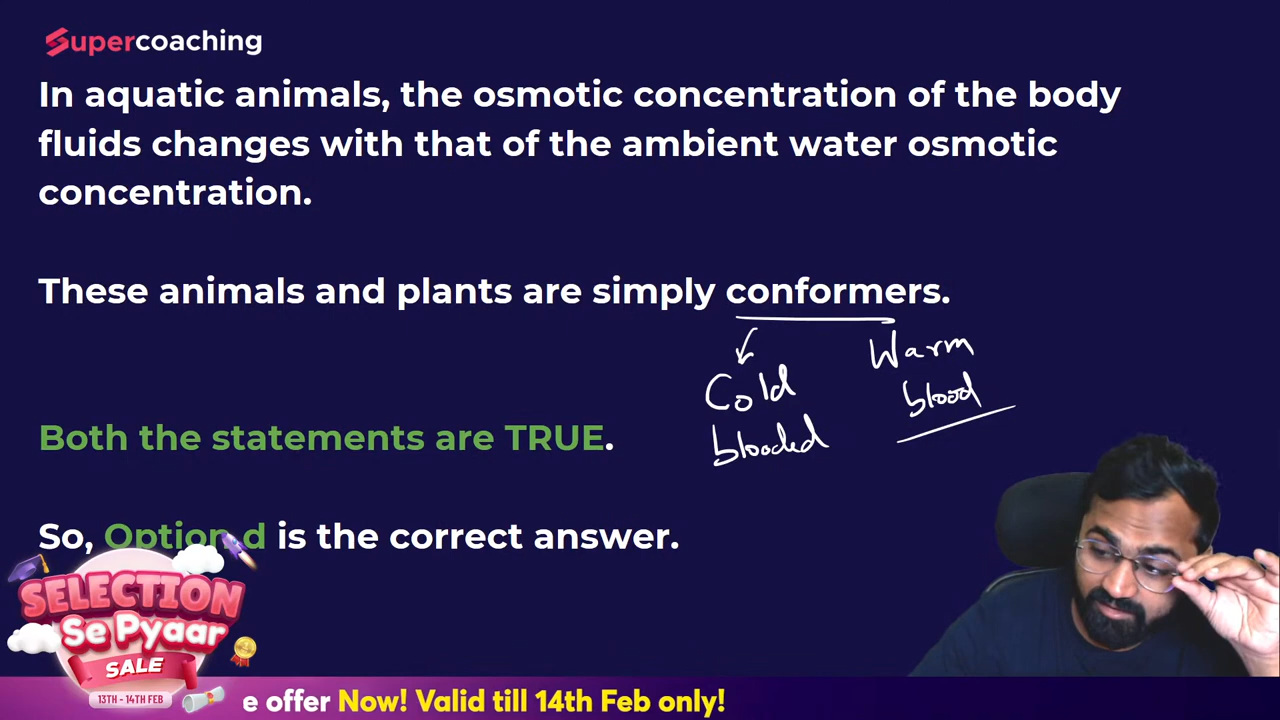 Supercoaching
In aquatic animals, the osmotic concentration of the body
fluids changes with that of the ambient water osmotic
concentration.
These animals and plants are simply conformers.
Cold
blooded
Warm
blood
Both the statements are TRUE.
So, Option d is the correct answer.
SELECTION
Se Pyaar
SALE
13TH - 14TH FEB
e offer Now! Valid till 14th Feb only!